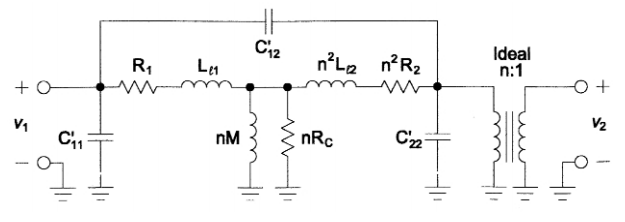 C'12
Ideal
n:1
R1 Lℓ1 n²Lℓ2 n²R2
+ +
v1 C'11 nM nRC C'22 v2
− −